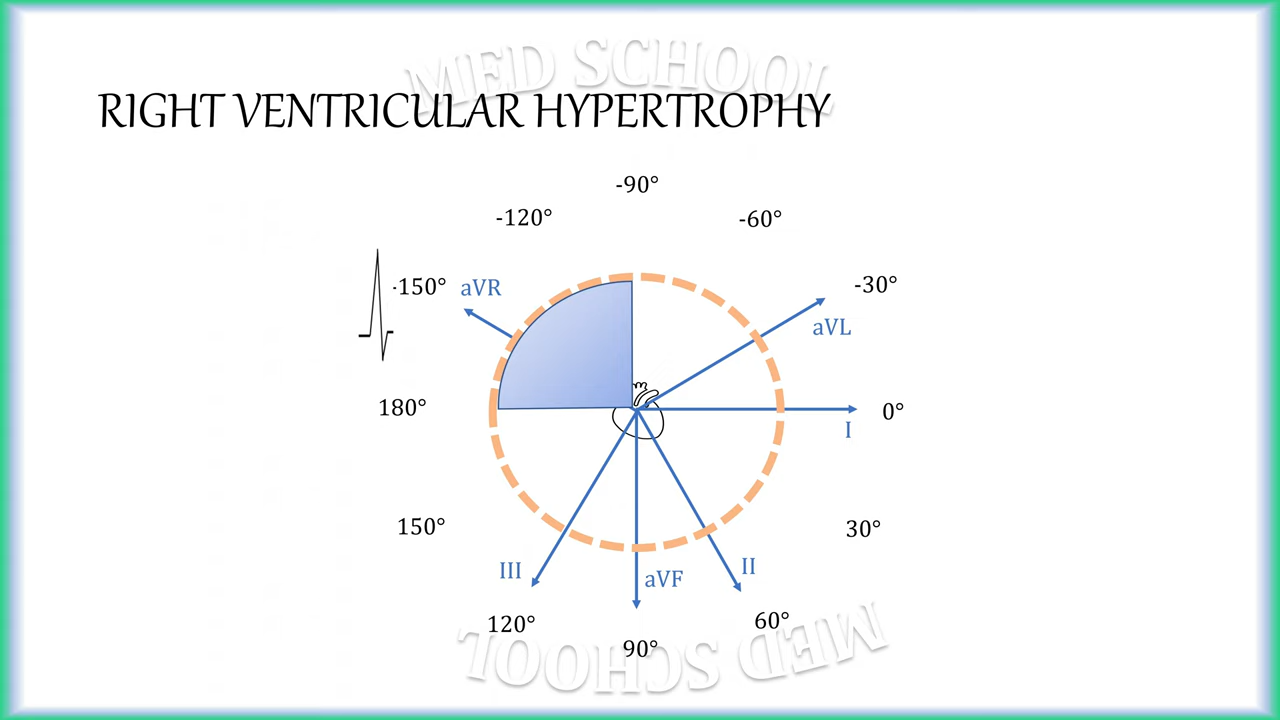 MED SCHOOL
RIGHT VENTRICULAR HYPERTROPHY
-90°
-120°
-60°
-150°
aVR
-30°
aVL
180°
0°
I
150°
30°
III
aVF
II
120°
60°
90°
MED SCHOOL